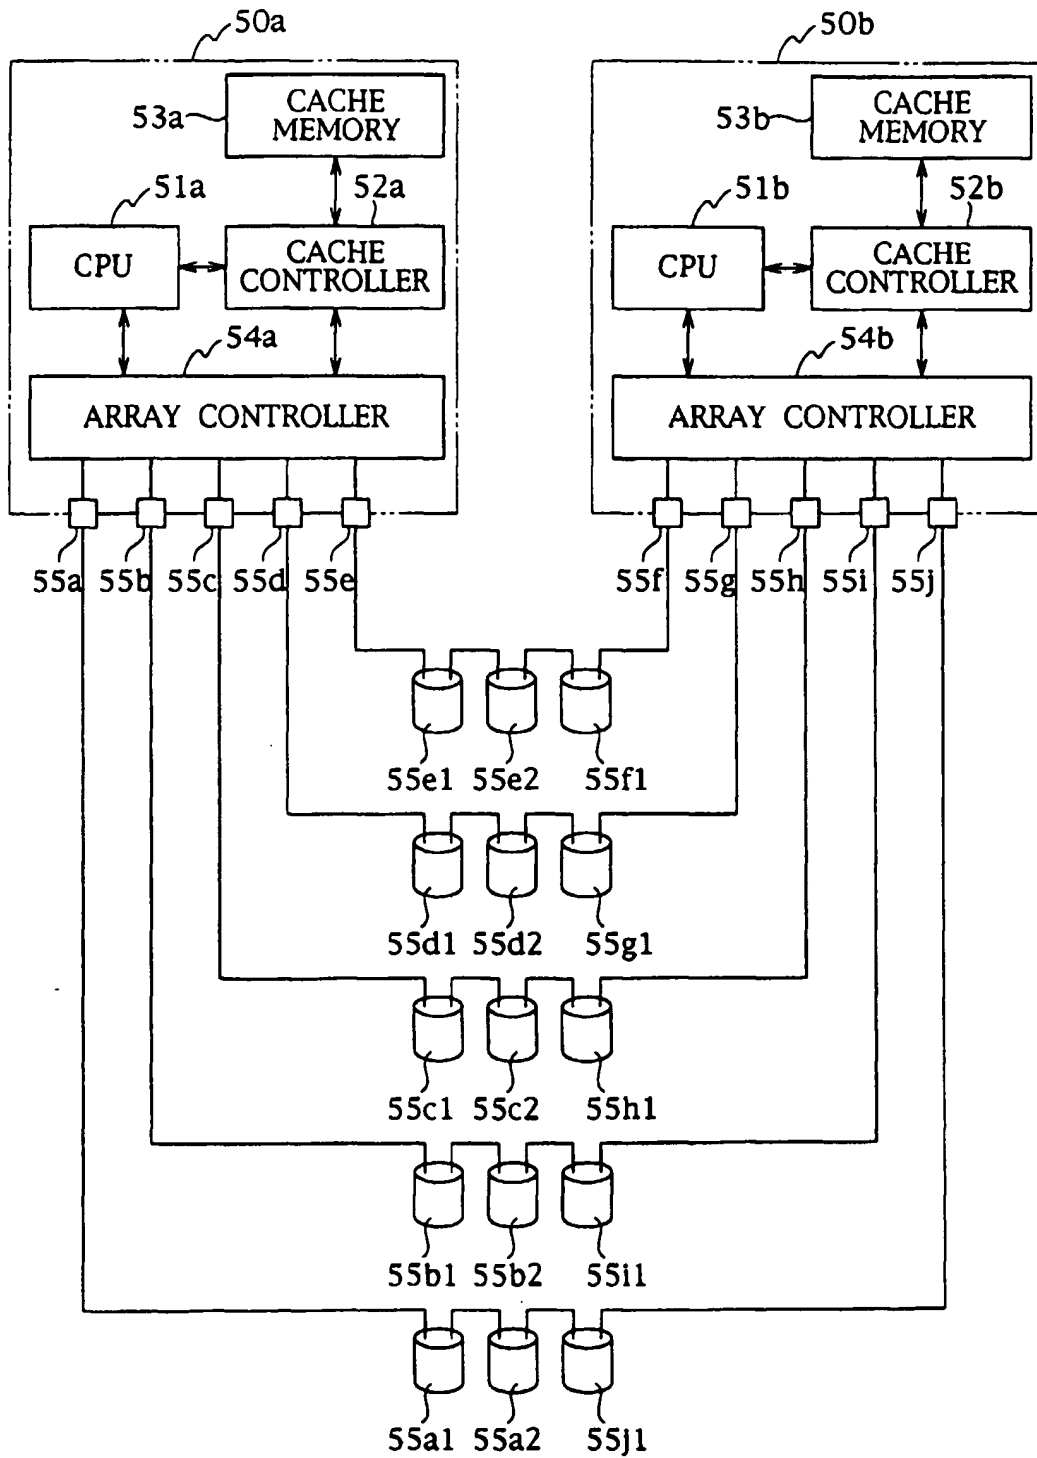 50a
50b
CACHE
MEMORY
53a
CACHE
MEMORY
53b
51a
52a
51b
52b
CPU
CACHE
CONTROLLER
CPU
CACHE
CONTROLLER
54a
54b
ARRAY CONTROLLER
ARRAY CONTROLLER
55a 55b 55c 55d 55e
55f 55g 55h 55i 55j
55e1 55e2 55f1
55d1 55d2 55g1
55c1 55c2 55h1
55b1 55b2 55i1
55a1 55a2 55j1